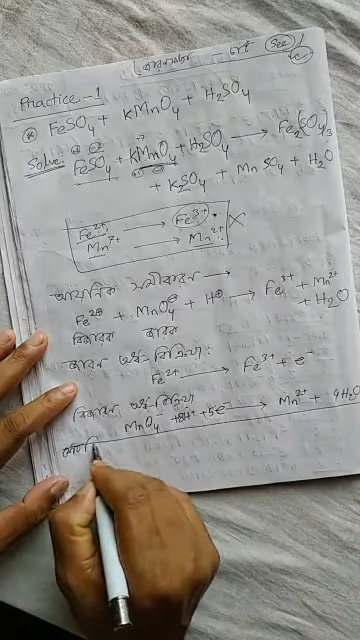 জারণ - বিজারণ - চর্চা See
Practice-1
FeSO₄ + KMnO₄ + H₂SO₄
Solve: FeSO₄ + KMnO₄ + H₂SO₄ → Fe₂(SO₄)₃
+ K₂SO₄ + MnSO₄ + H₂O
Fe²⁺ → Fe³⁺
Mn⁷⁺ → Mn²⁺
আয়নিক সমীকরণ →
Fe²⁺ + MnO₄⁻ + H⁺ → Fe³⁺ + Mn²⁺
+ H₂O
বিজারক জারক
জারণ অর্ধ-বিক্রিয়া:
Fe²⁺ → Fe³⁺ + e⁻
বিজারণ অর্ধ-বিক্রিয়া
MnO₄⁻ + 8H⁺ + 5e⁻ → Mn²⁺ + 4H₂O